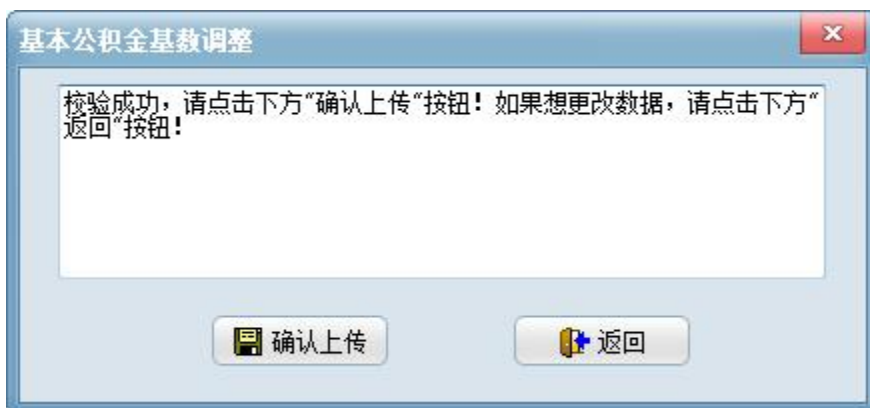 基本公积金基数调整
校验成功，请点击下方“确认上传“按钮！如果想更改数据，请点击下方“
返回“按钮！
确认上传
返回